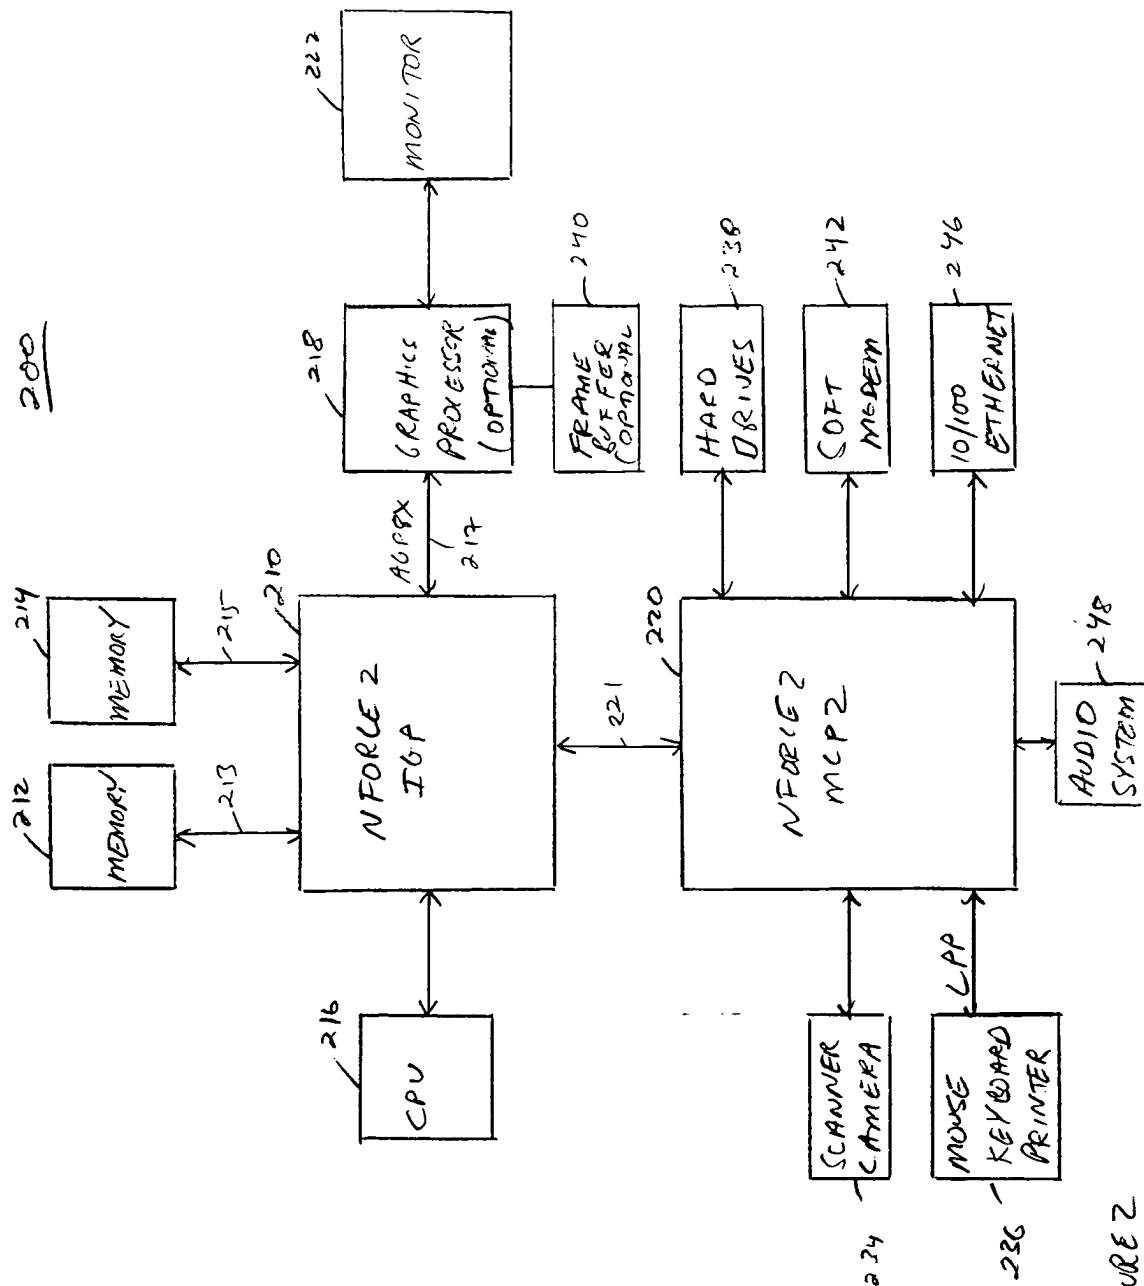 200
212
214
222
MEMORY
MEMORY
MONITOR
213
215
216
210
218
CPU
NFORCE 2
IGP
AGP8X
217
GRAPHICS
PROCESSOR
(OPTIONAL)
240
FRAME
BUFFER
(OPTIONAL
221
220
238
HARD
DRIVES
234
SCANNER
CAMERA
NFORCE 2
MCP2
SOFT
MODEM
242
236
MOUSE
KEYBOARD
PRINTER
LPP
10/100
ETHERNET
246
AUDIO
SYSTEM
248
URE 2